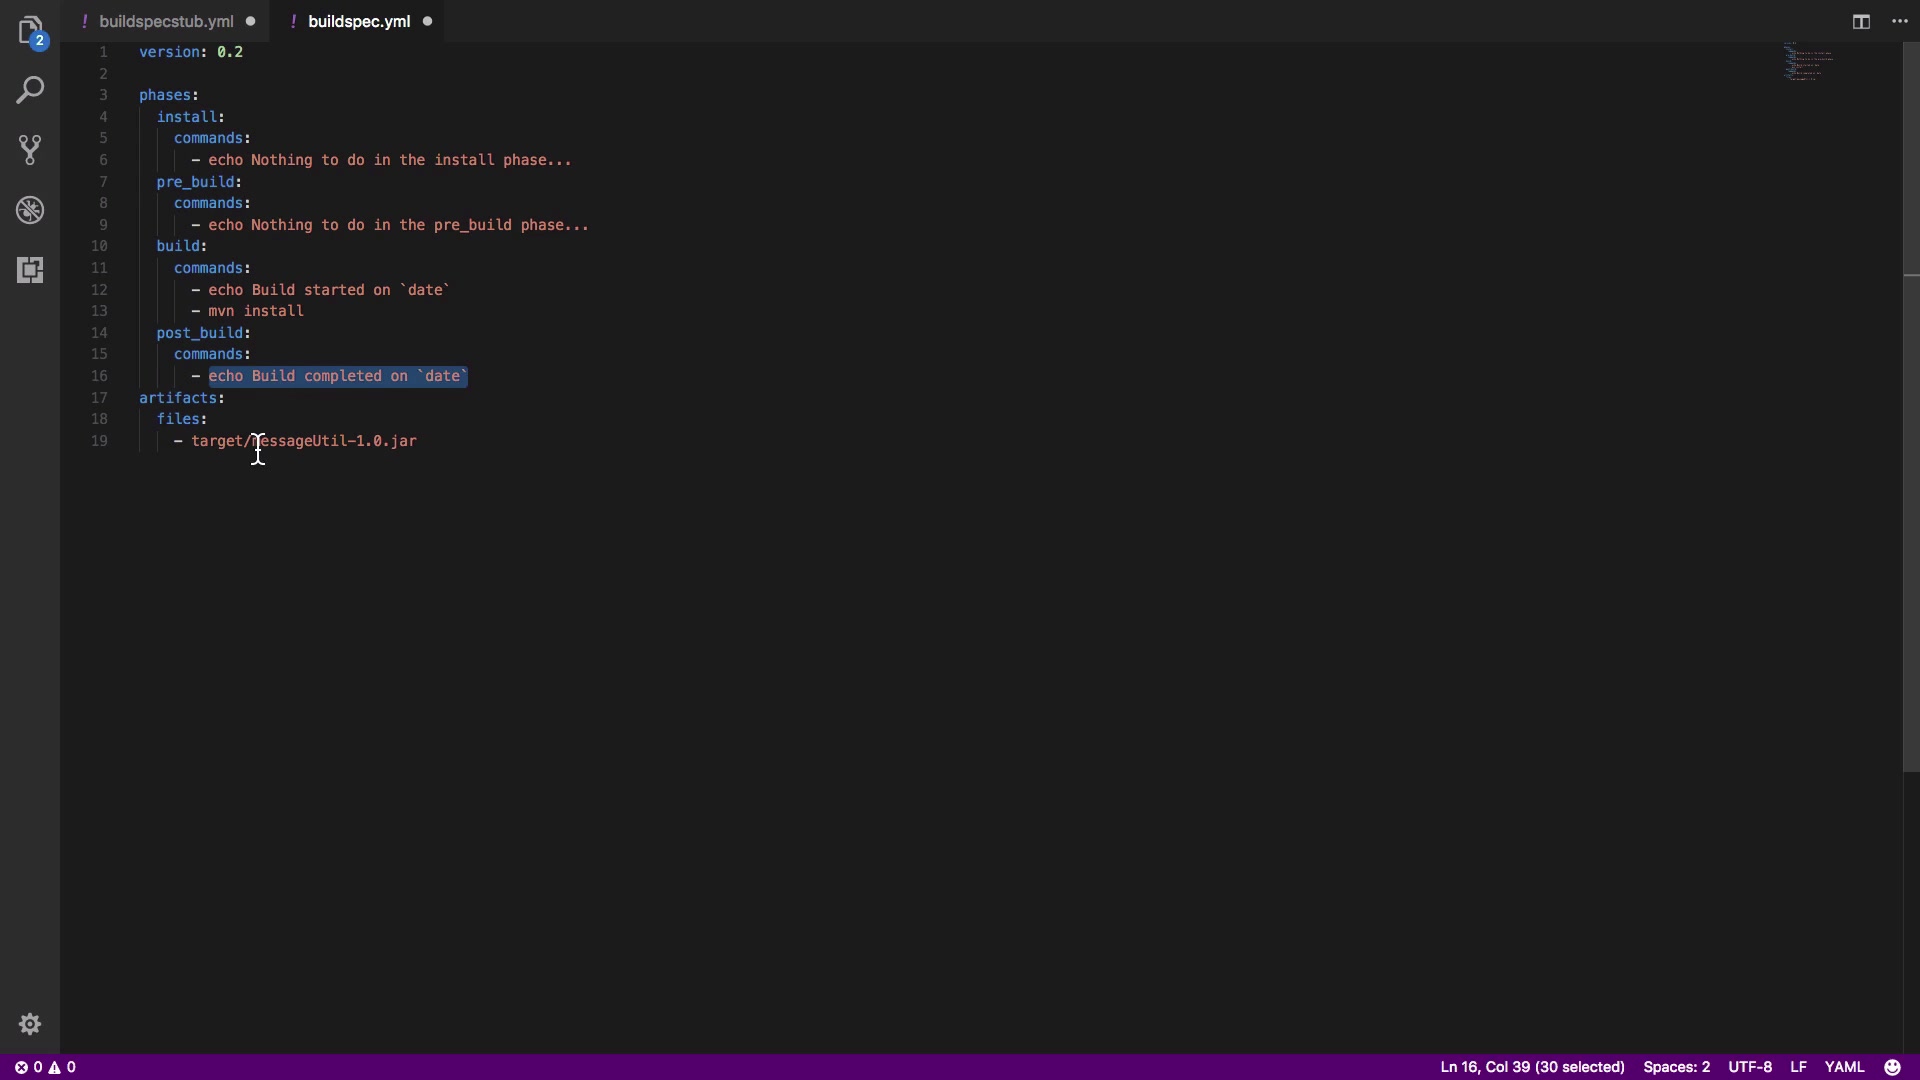 ! buildspecstub.yml
! buildspec.yml
2
1 version: 0.2
2
3 phases:
4 install:
5 commands:
6 - echo Nothing to do in the install phase...
7 pre_build:
8 commands:
9 - echo Nothing to do in the pre_build phase...
10 build:
11 commands:
12 - echo Build started on `date`
13 - mvn install
14 post_build:
15 commands:
16 - echo Build completed on `date`
17 artifacts:
18 files:
19 - target/messageUtil-1.0.jar
0 0 Ln 16, Col 39 (30 selected) Spaces: 2 UTF-8 LF YAML